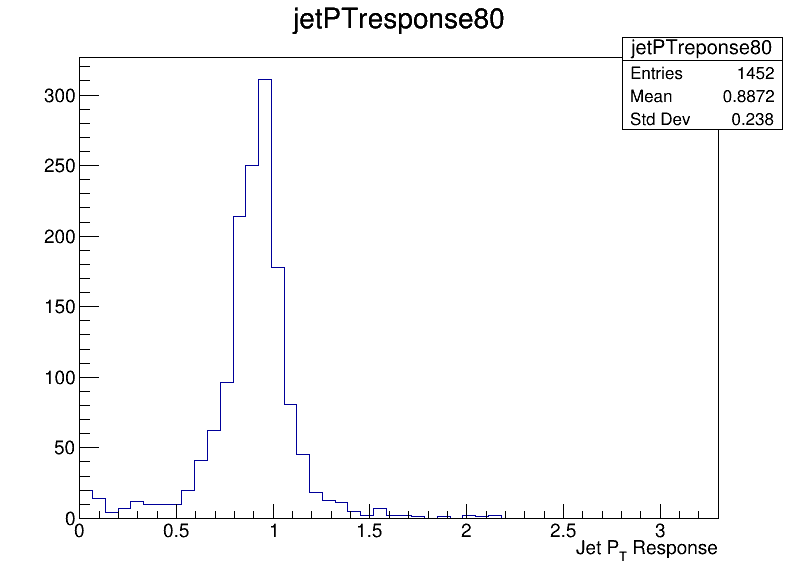 jetPTresponse80
jetPTreponse80
Entries 1452
Mean 0.8872
Std Dev 0.238
300
250
200
150
100
50
0
0 0.5 1 1.5 2 2.5 3
Jet PT Response